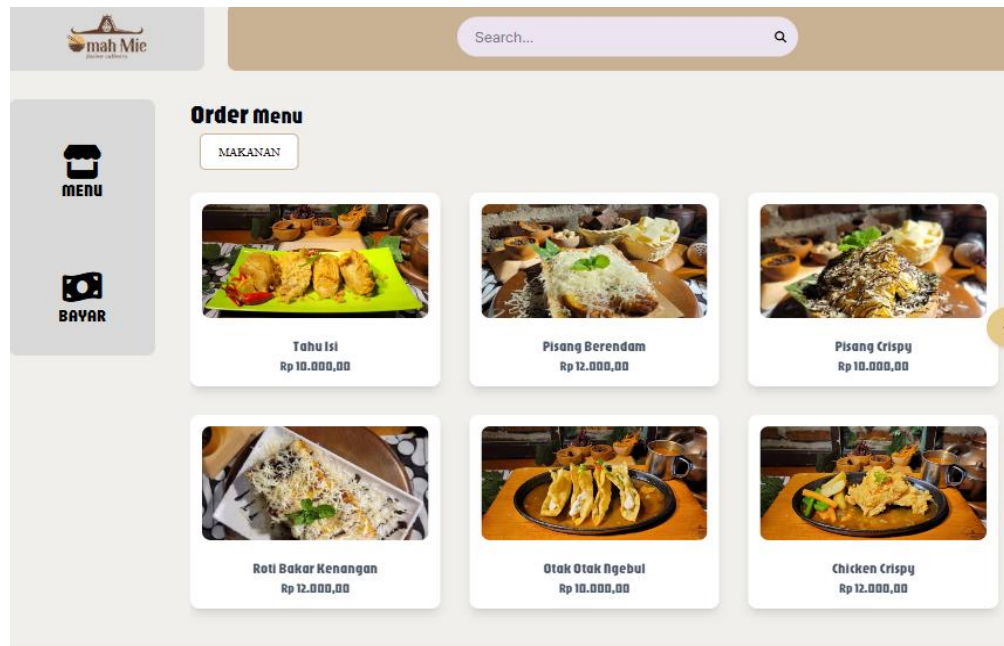 mah Mie
Search...
Order Menu
MAKANAN
MENU
BAYAR
Tahu Isi
Rp 10.000,00
Pisang Berendam
Rp 12.000,00
Pisang Crispy
Rp 10.000,00
Roti Bakar Kenangan
Rp 12.000,00
Otak Otak Ngebul
Rp 10.000,00
Chicken Crispy
Rp 12.000,00